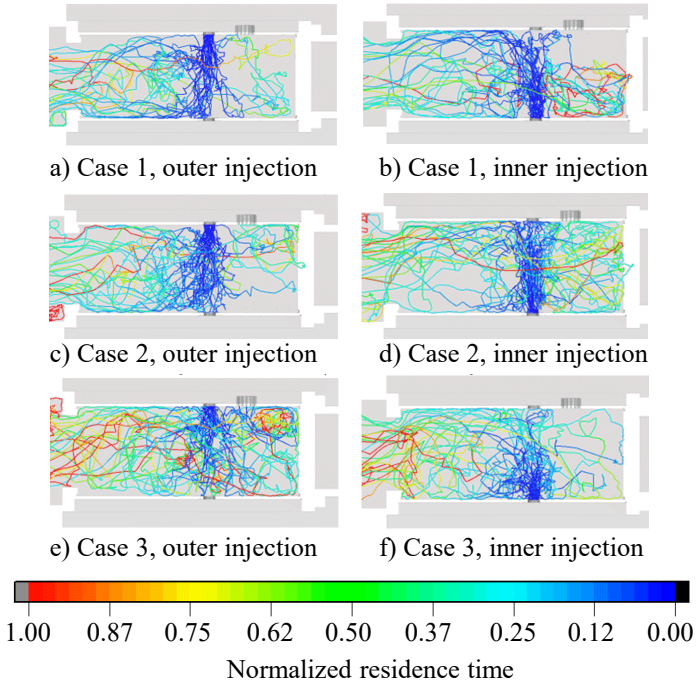 a) Case 1, outer injection
b) Case 1, inner injection
c) Case 2, outer injection
d) Case 2, inner injection
e) Case 3, outer injection
f) Case 3, inner injection
1.00 0.87 0.75 0.62 0.50 0.37 0.25 0.12 0.00
Normalized residence time